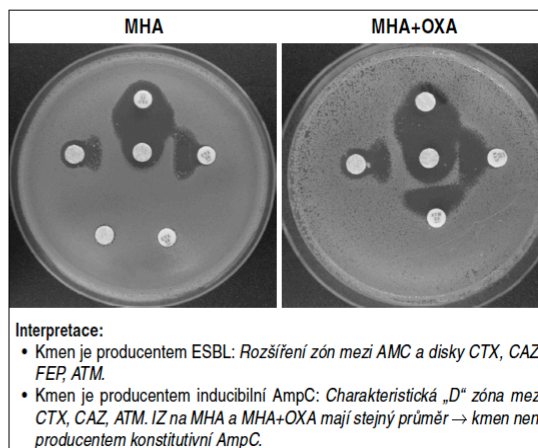 MHA
MHA+OXA
Interpretace:
• Kmen je producentem ESBL: Rozšíření zón mezi AMC a disky CTX, CAZ
FEP, ATM.
• Kmen je producentem inducibilní AmpC: Charakteristická „D“ zóna mez
CTX, CAZ, ATM. IZ na MHA a MHA+OXA mají stejný průměr → kmen nen
producentem konstitutivní AmpC.